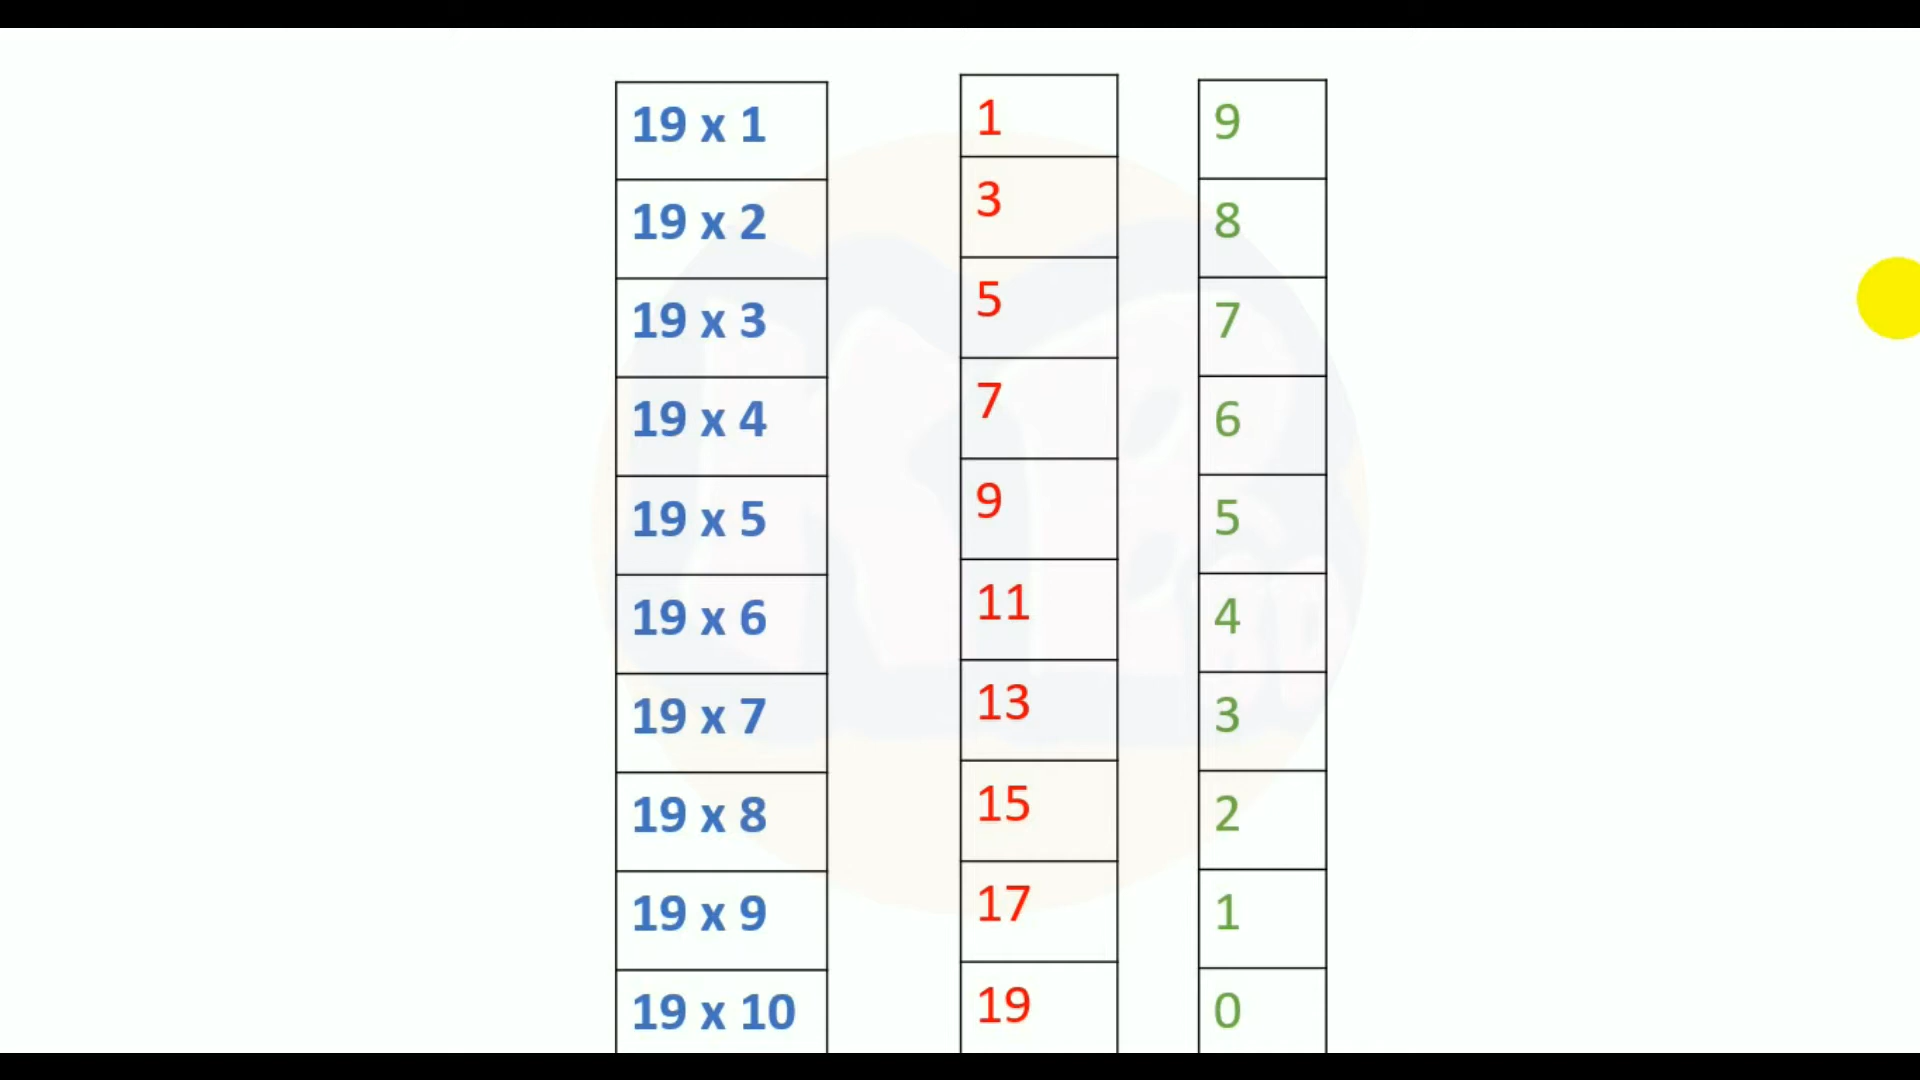 19 x 1 1 9
19 x 2 3 8
19 x 3 5 7
19 x 4 7 6
19 x 5 9 5
19 x 6 11 4
19 x 7 13 3
19 x 8 15 2
19 x 9 17 1
19 x 10 19 0